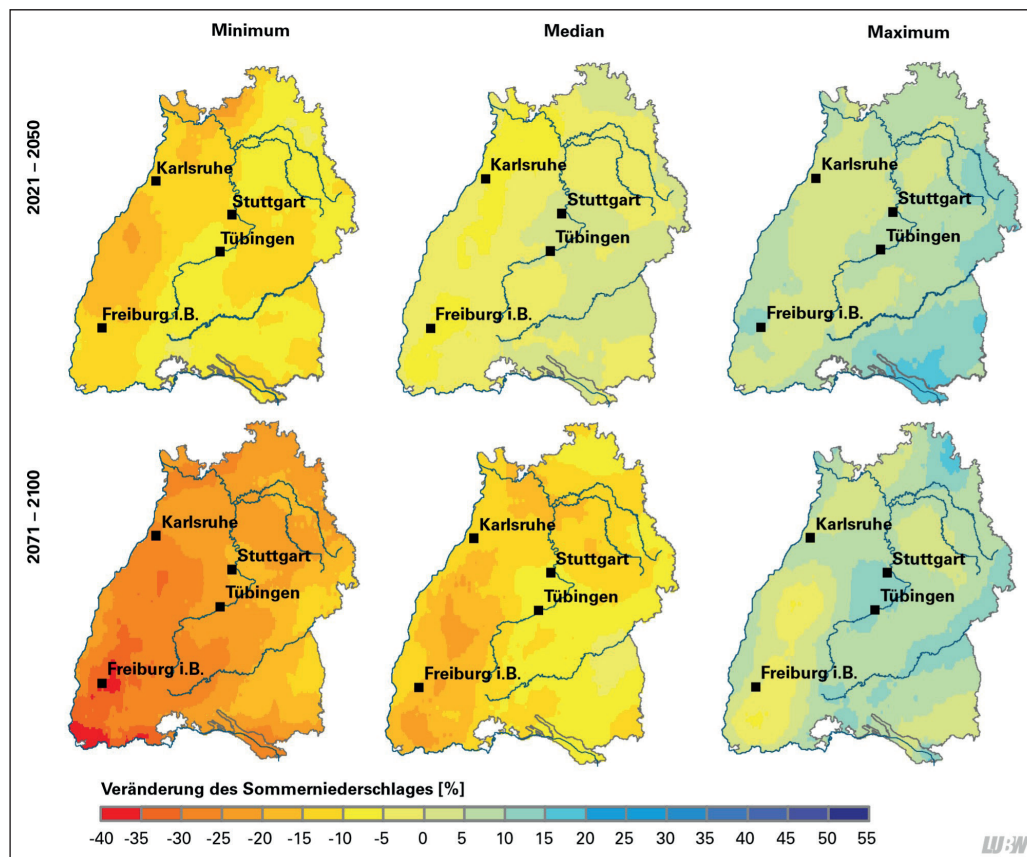 Minimum Median Maximum
2021 – 2050
Karlsruhe
Stuttgart
Tübingen
Freiburg i.B.
Karlsruhe
Stuttgart
Tübingen
Freiburg i.B.
Karlsruhe
Stuttgart
Tübingen
Freiburg i.B.
2071 – 2100
Karlsruhe
Stuttgart
Tübingen
Freiburg i.B.
Karlsruhe
Stuttgart
Tübingen
Freiburg i.B.
Karlsruhe
Stuttgart
Tübingen
Freiburg i.B.
Veränderung des Sommerniederschlages [%]
-40 -35 -30 -25 -20 -15 -10 -5 0 5 10 15 20 25 30 35 40 45 50 55
LUBW